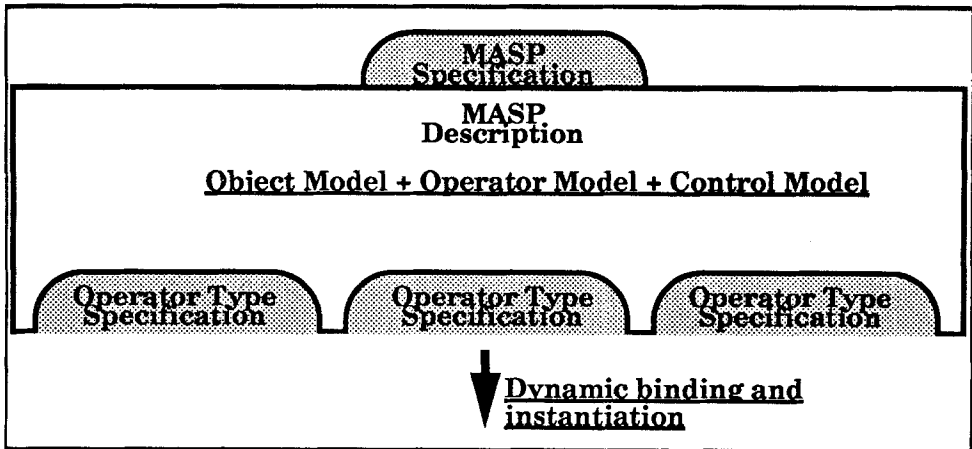 MASP
Specification
MASP
Description
Object Model + Operator Model + Control Model
Operator Type
Specification
Operator Type
Specification
Operator Type
Specification
Dynamic binding and
instantiation